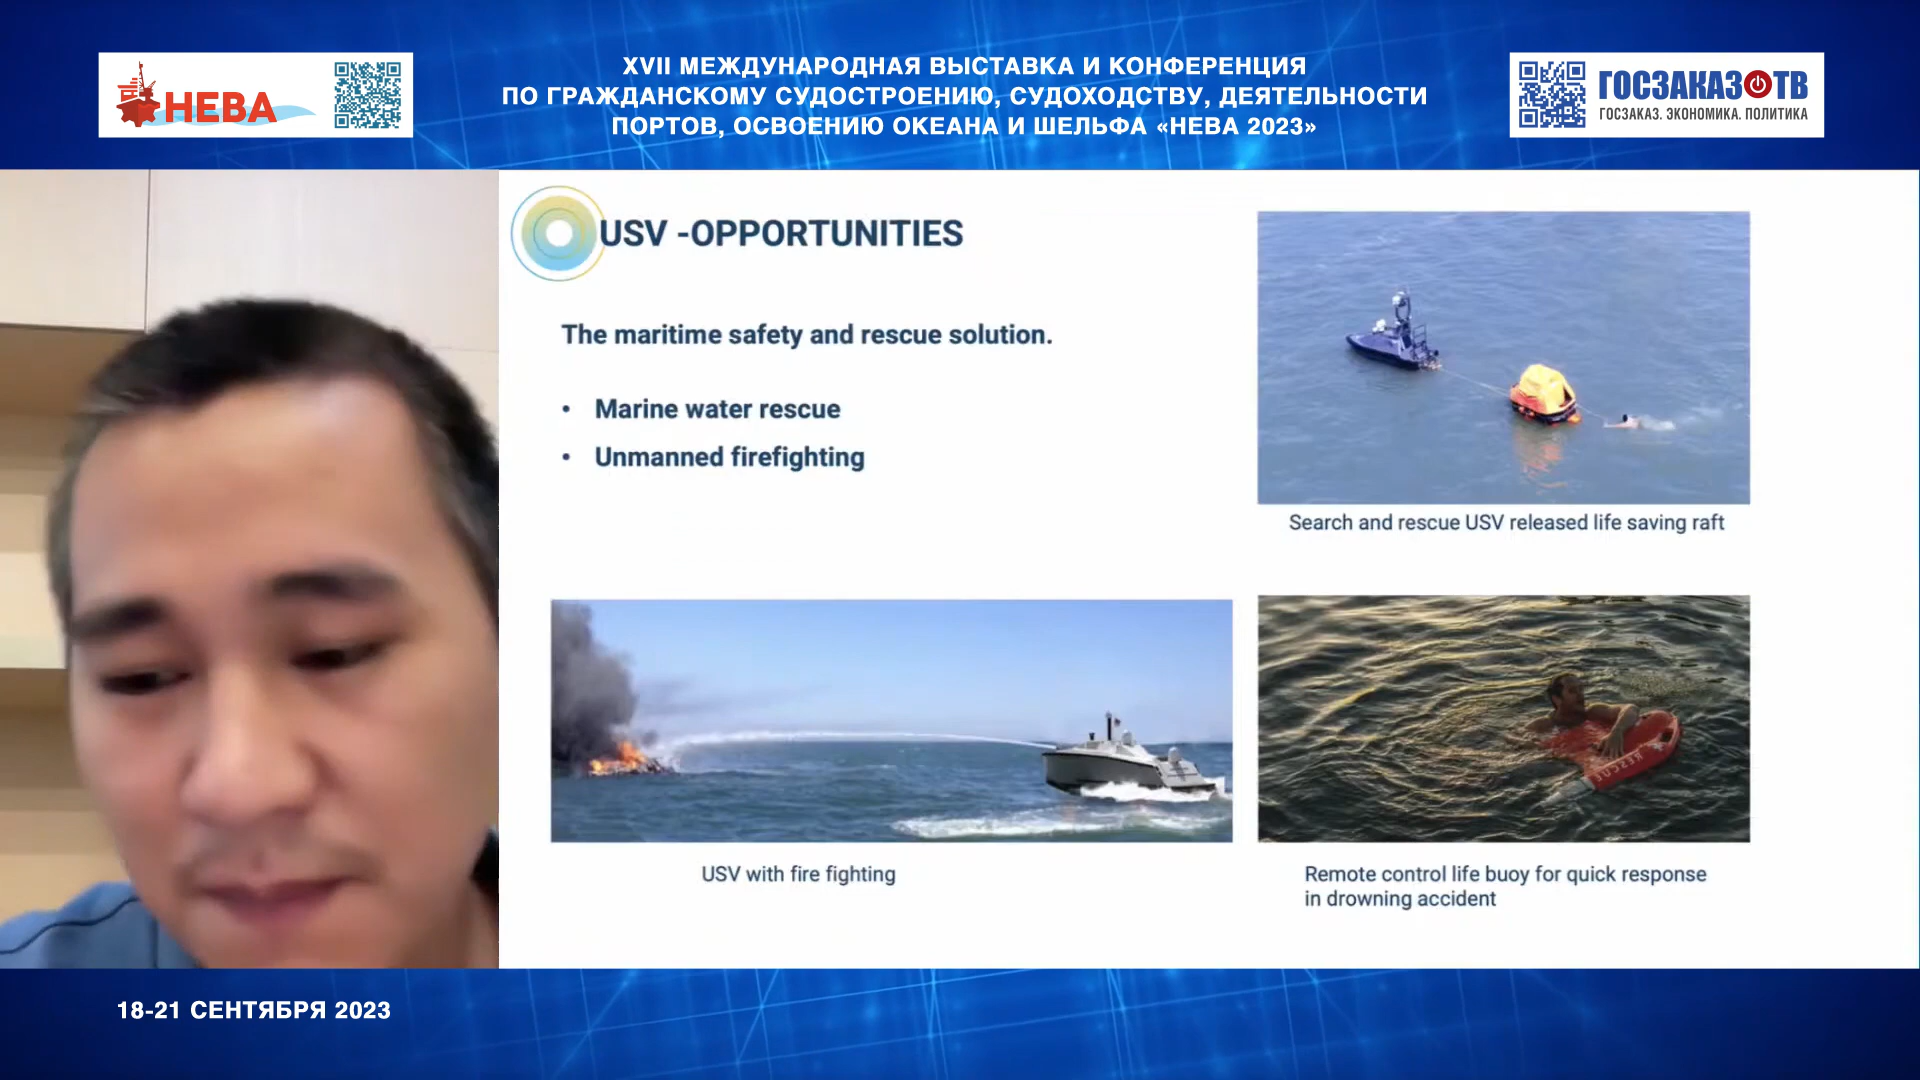 НЕВА
XVII МЕЖДУНАРОДНАЯ ВЫСТАВКА И КОНФЕРЕНЦИЯ
ПО ГРАЖДАНСКОМУ СУДОСТРОЕНИЮ, СУДОХОДСТВУ, ДЕЯТЕЛЬНОСТИ
ПОРТОВ, ОСВОЕНИЮ ОКЕАНА И ШЕЛЬФА «НЕВА 2023»
ГОСЗАКАЗ ТВ
ГОСЗАКАЗ. ЭКОНОМИКА. ПОЛИТИКА
USV -OPPORTUNITIES
The maritime safety and rescue solution.
• Marine water rescue
• Unmanned firefighting
Search and rescue USV released life saving raft
RESCUE
USV with fire fighting
Remote control life buoy for quick response
in drowning accident
18-21 СЕНТЯБРЯ 2023